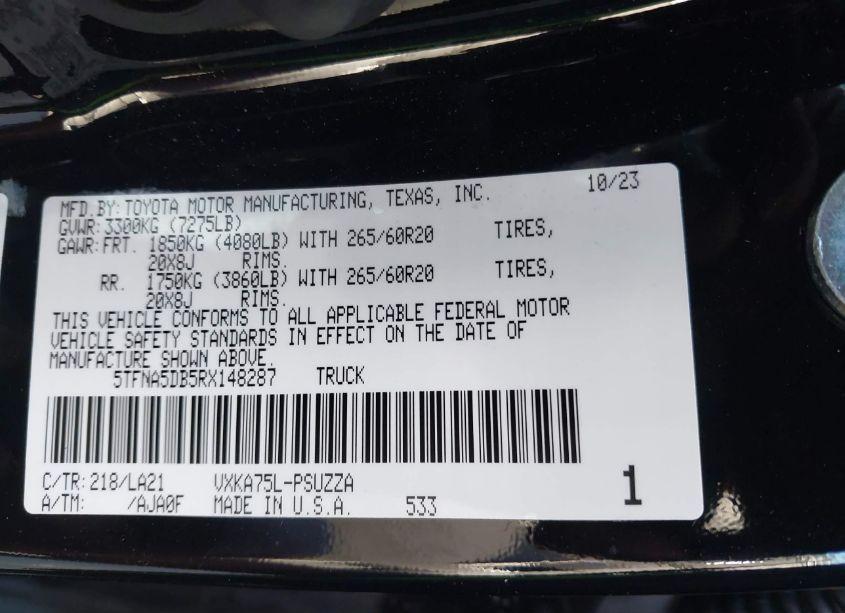 MFD.BY:TOYOTA MOTOR MANUFACTURING, TEXAS, INC. 10/23
GVWR:3300KG (7275LB)
GAWR:FRT. 1850KG (4080LB) WITH 265/60R20 TIRES,
20X8J RIMS.
RR. 1750KG (3860LB) WITH 265/60R20 TIRES,
20X8J RIMS.
THIS VEHICLE CONFORMS TO ALL APPLICABLE FEDERAL MOTOR
VEHICLE SAFETY STANDARDS IN EFFECT ON THE DATE OF
MANUFACTURE SHOWN ABOVE.
5TFNA5DB5RX148287 TRUCK
C/TR:218/LA21 VXKA75L-PSUZZA
A/TM: /AJA0F MADE IN U.S.A. 533
1